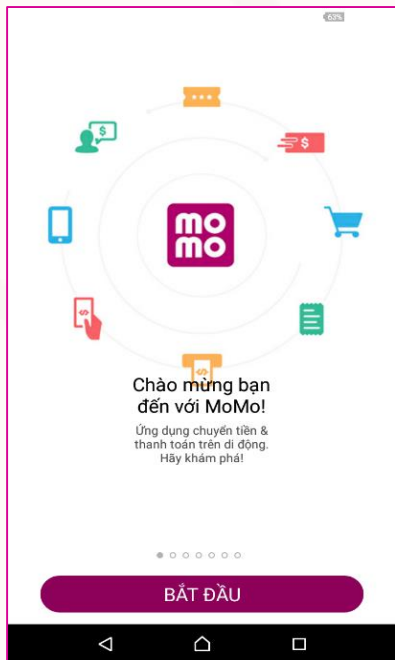 63%
$
$
mo
mo
Chào mừng bạn
đến với MoMo!
Ứng dụng chuyển tiền &
thanh toán trên di động.
Hãy khám phá!
BẮT ĐẦU